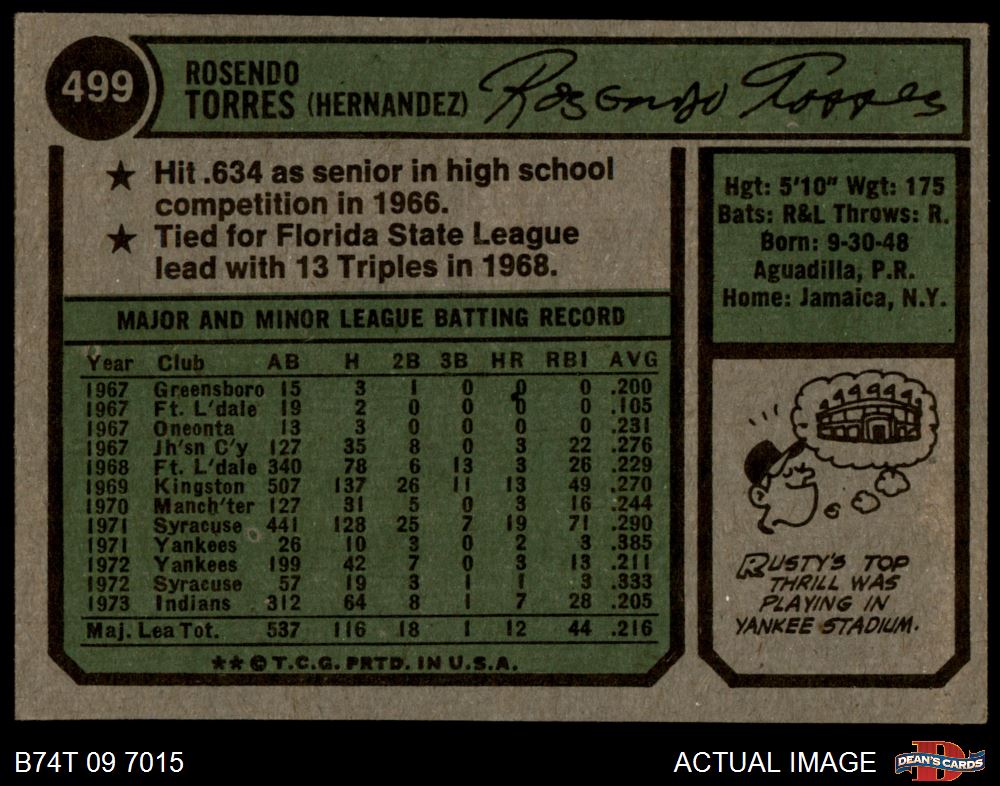 499
ROSENDO
TORRES (HERNANDEZ)
Rosendo Torres
★ Hit .634 as senior in high school
competition in 1966.
★ Tied for Florida State League
lead with 13 Triples in 1968.
Hgt: 5'10" Wgt: 175
Bats: R&L Throws: R.
Born: 9-30-48
Aguadilla, P.R.
Home: Jamaica, N.Y.
MAJOR AND MINOR LEAGUE BATTING RECORD
Year Club AB H 2B 3B HR RBI AVG
1967 Greensboro 15 3 1 0 0 0 .200
1967 Ft. L'dale 19 2 0 0 0 0 .105
1967 Oneonta 13 3 0 0 0 0 .231
1967 Jh'sn C'y 127 35 8 0 3 22 .276
1968 Ft. L'dale 340 78 6 13 3 26 .229
1969 Kingston 507 137 26 11 13 49 .270
1970 Manch'ter 127 31 5 0 3 16 .244
1971 Syracuse 441 128 25 7 19 71 .290
1971 Yankees 26 10 3 0 2 3 .385
1972 Yankees 199 42 7 0 3 13 .211
1972 Syracuse 57 19 3 1 1 3 .333
1973 Indians 312 64 8 1 7 28 .205
Maj. Lea Tot. 537 116 18 1 12 44 .216
★★©T.C.G. PRTD. IN U.S.A.
RUSTY'S TOP
THRILL WAS
PLAYING IN
YANKEE STADIUM.
B74T 09 7015
ACTUAL IMAGE
D
DEAN'S CARDS